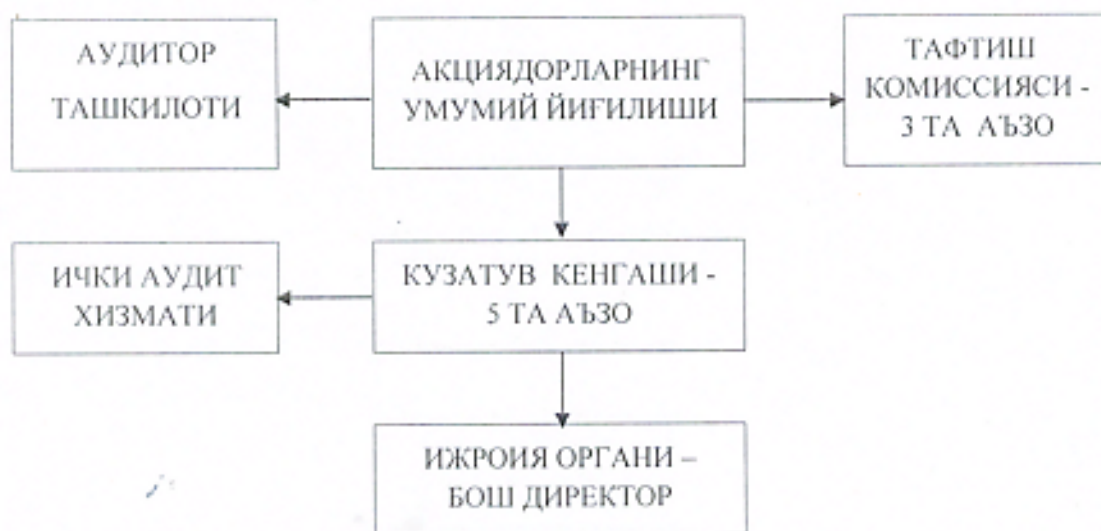 АУДИТОР
ТАШКИЛОТИ
АКЦИЯДОРЛАРНИНГ
УМУМИЙ ЙИҒИЛИШИ
ТАФТИШ
КОМИССИЯСИ -
3 ТА АЪЗО
ИЧКИ АУДИТ
ХИЗМАТИ
КУЗАТУВ КЕНГАШИ -
5 ТА АЪЗО
ИЖРОИЯ ОРГАНИ –
БОШ ДИРЕКТОР